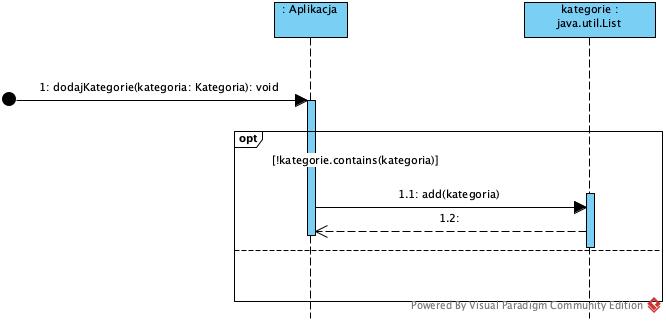 : Aplikacja
kategorie :
java.util.List
1: dodajKategorie(kategoria: Kategoria): void
opt
[!kategorie.contains(kategoria)]
1.1: add(kategoria)
1.2:
Powered By Visual Paradigm Community Edition